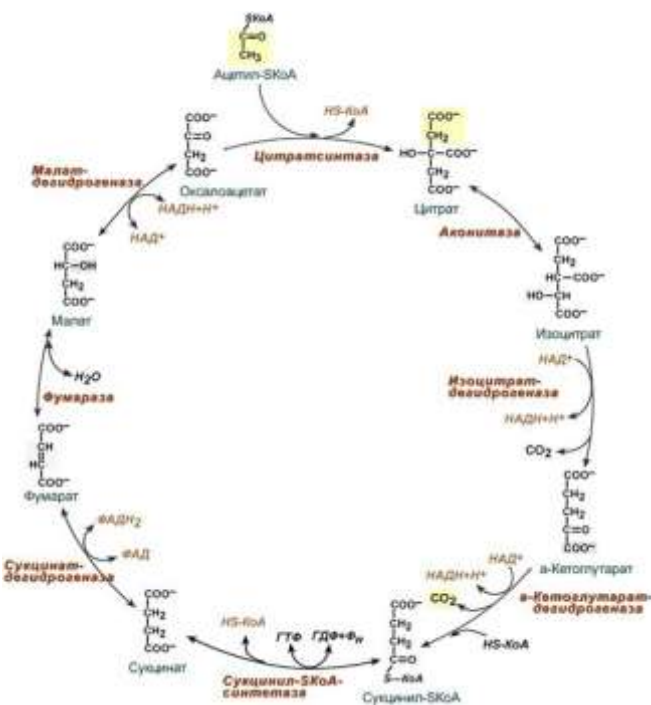 SKoA
C=O
CH3
Ацетил-SKoA
HS-KoA
Цитратсинтаза
COO⁻
CH2
HO-C-COO⁻
CH2
COO⁻
Цитрат
Аконитаза
COO⁻
CH2
HC-COO⁻
HO-CH
COO⁻
Изоцитрат
НАД⁺
Изоцитрат-
дегидрогеназа
НАДН+Н⁺
CO2
COO⁻
CH2
CH2
C=O
COO⁻
а-Кетоглутарат
НАД⁺
НАДН+Н⁺
а-Кетоглутарат-
дегидрогеназа
CO2
HS-KoA
COO⁻
CH2
CH2
C=O
S-KoA
Сукцинил-SKoA
ГТФ
ГДФ+Фн
HS-KoA
Сукцинил-SKoA-
синтетаза
COO⁻
CH2
CH2
COO⁻
Сукцинат
ФАДН2
ФАД
Сукцинат-
дегидрогеназа
COO⁻
CH
HC
COO⁻
Фумарат
H2O
Фумараза
COO⁻
HC-OH
CH2
COO⁻
Малат
Малат-
дегидрогеназа
НАДН+Н⁺
НАД⁺
COO⁻
C=O
CH2
COO⁻
Оксалоацетат